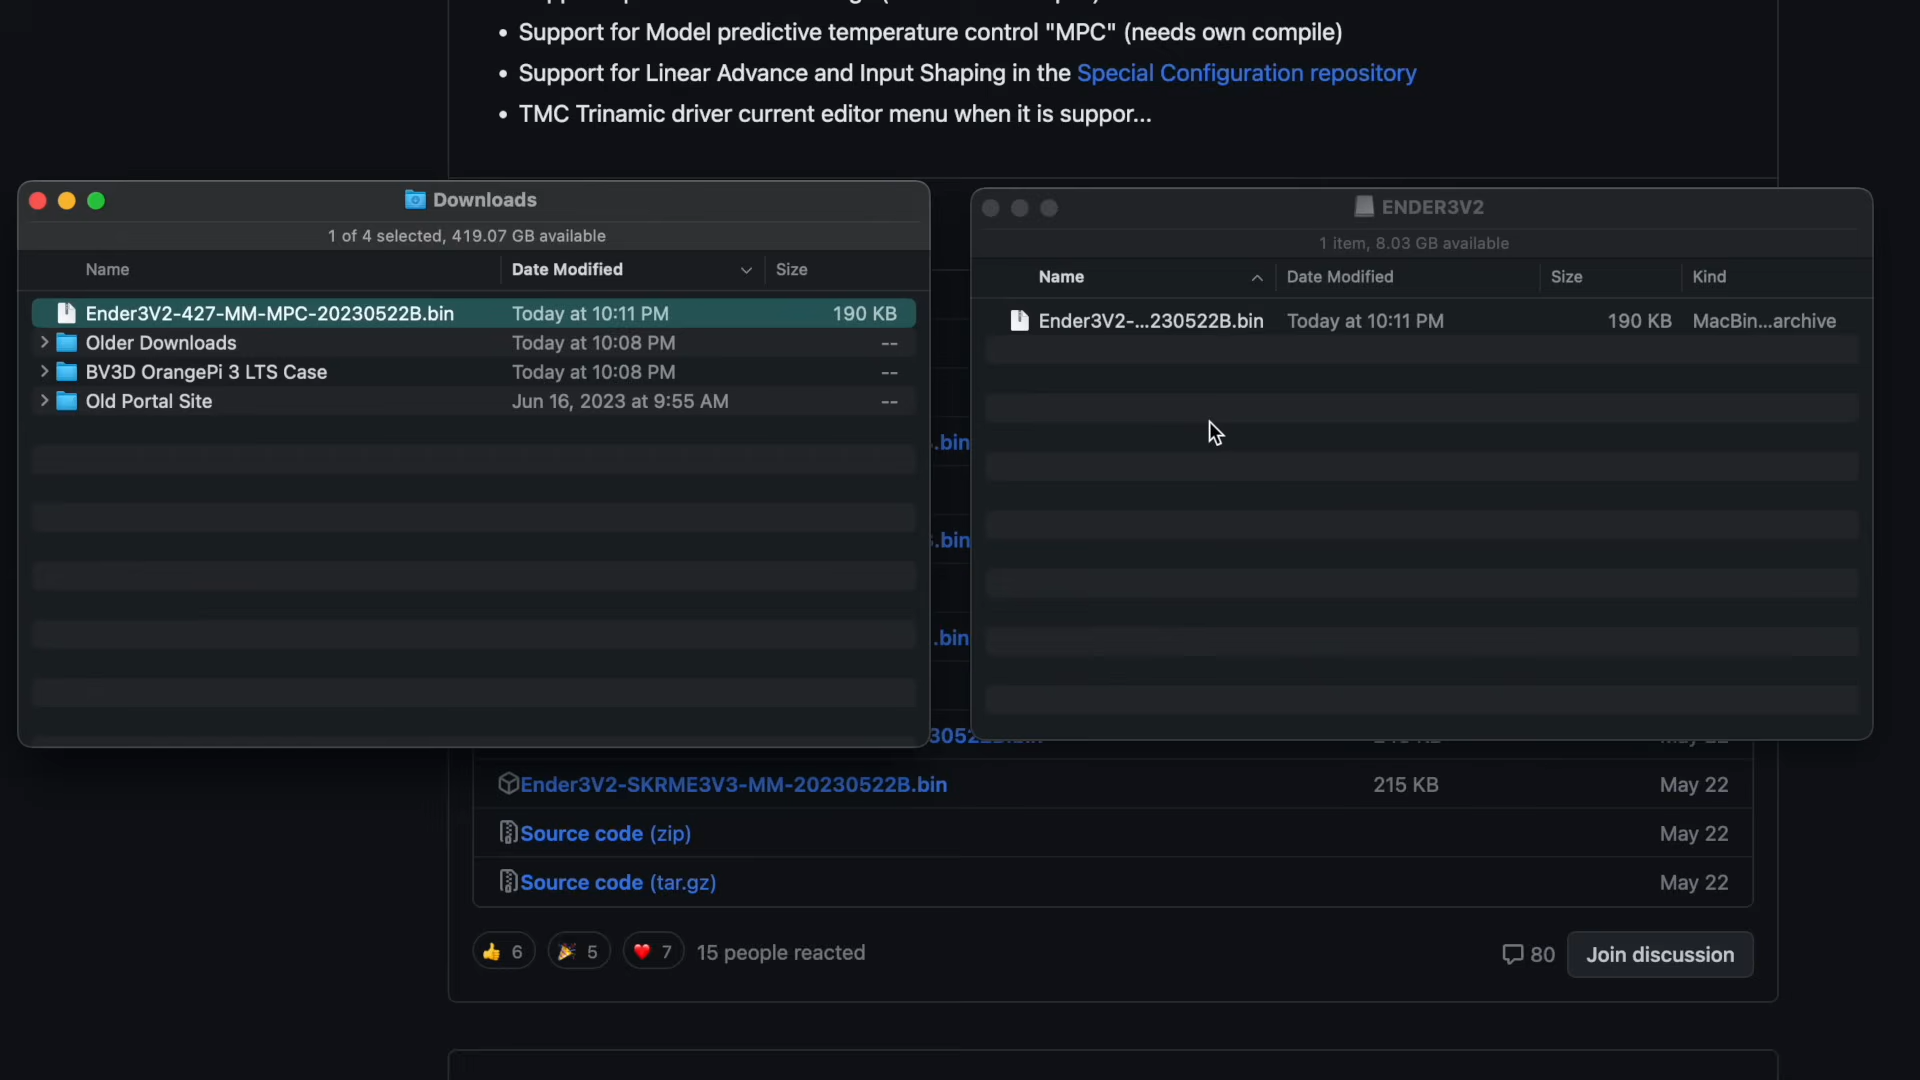 • Support for Model predictive temperature control "MPC" (needs own compile)
• Support for Linear Advance and Input Shaping in the Special Configuration repository
• TMC Trinamic driver current editor menu when it is suppor...
Downloads
1 of 4 selected, 419.07 GB available
Name Date Modified Size
Ender3V2-427-MM-MPC-20230522B.bin Today at 10:11 PM 190 KB
Older Downloads Today at 10:08 PM --
BV3D OrangePi 3 LTS Case Today at 10:08 PM --
Old Portal Site Jun 16, 2023 at 9:55 AM --
ENDER3V2
1 item, 8.03 GB available
Name Date Modified Size Kind
Ender3V2-...230522B.bin Today at 10:11 PM 190 KB MacBin...archive
.bin
.bin
.bin
Ender3V2-SKRME3V3-MM-20230522B.bin 215 KB May 22
Source code (zip) May 22
Source code (tar.gz) May 22
👍 6 🎉 5 ❤️ 7 15 people reacted
80 Join discussion